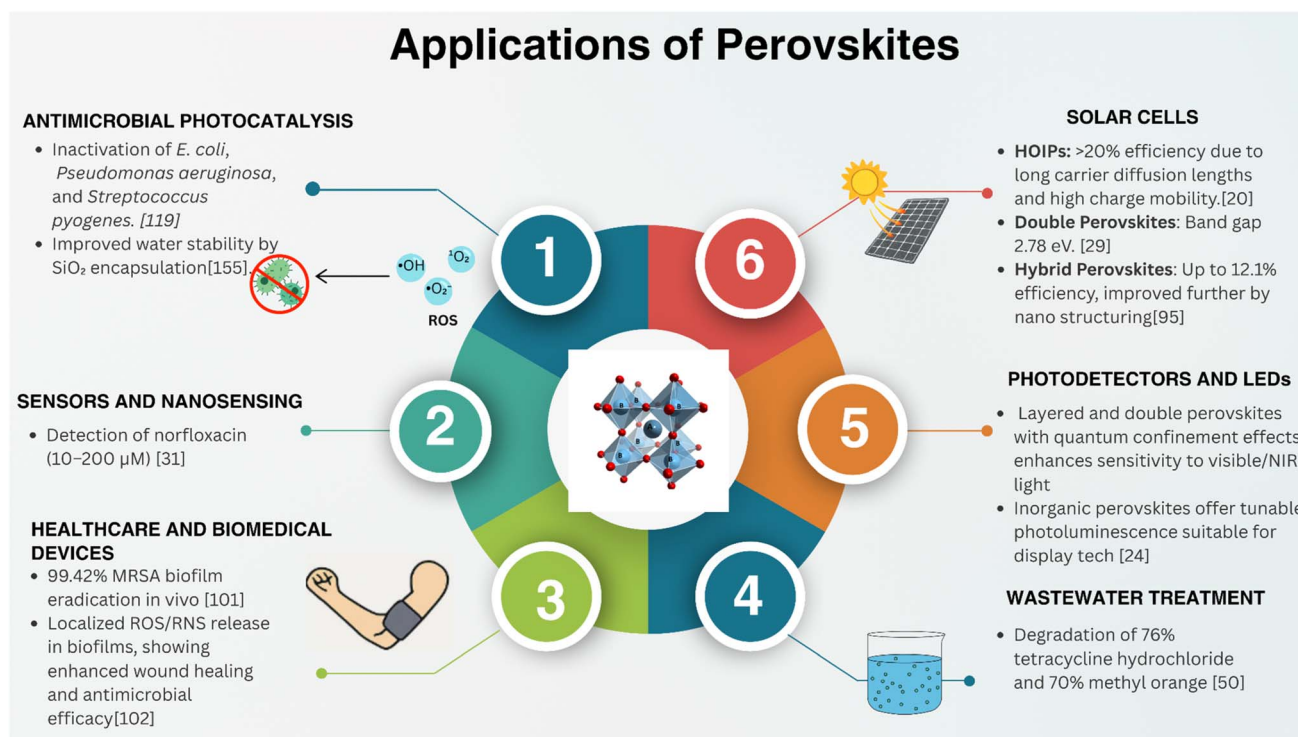 Applications of Perovskites
ANTIMICROBIAL PHOTOCATALYSIS
• Inactivation of E. coli,
Pseudomonas aeruginosa,
and Streptococcus
pyogenes. [119]
• Improved water stability by
SiO₂ encapsulation[155].
•OH
¹O₂
•O₂⁻
ROS
SENSORS AND NANOSENSING
• Detection of norfloxacin
(10–200 µM) [31]
HEALTHCARE AND BIOMEDICAL
DEVICES
• 99.42% MRSA biofilm
eradication in vivo [101]
• Localized ROS/RNS release
in biofilms, showing
enhanced wound healing
and antimicrobial
efficacy[102]
1
2
3
4
5
6
B
B
B
B
A
B
B
SOLAR CELLS
• HOIPs: >20% efficiency due to
long carrier diffusion lengths
and high charge mobility.[20]
• Double Perovskites: Band gap
2.78 eV. [29]
• Hybrid Perovskites: Up to 12.1%
efficiency, improved further by
nano structuring[95]
PHOTODETECTORS AND LEDs
• Layered and double perovskites
with quantum confinement effects
enhances sensitivity to visible/NIR
light
• Inorganic perovskites offer tunable
photoluminescence suitable for
display tech [24]
WASTEWATER TREATMENT
• Degradation of 76%
tetracycline hydrochloride
and 70% methyl orange [50]